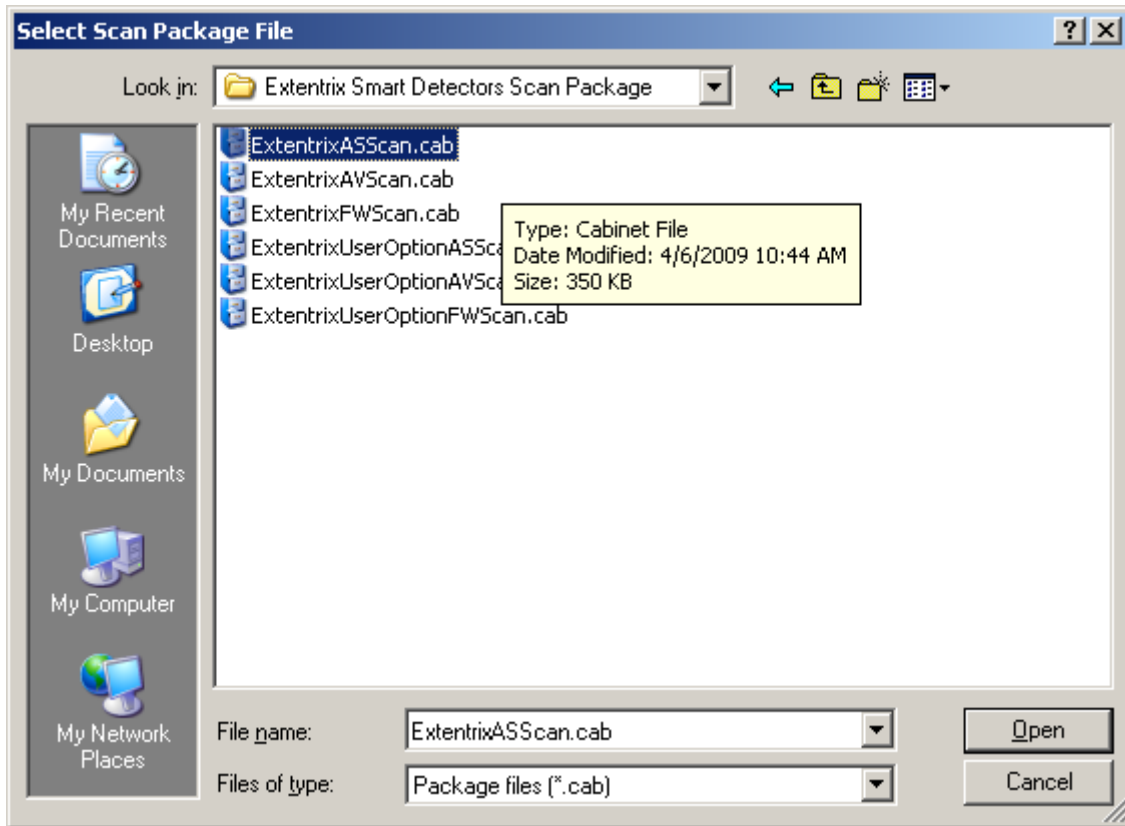 Select Scan Package File
Look in: Extentrix Smart Detectors Scan Package
My Recent
Documents
Desktop
My Documents
My Computer
My Network
Places
ExtentrixASScan.cab
ExtentrixAVScan.cab
ExtentrixFWScan.cab
ExtentrixUserOptionASSca
ExtentrixUserOptionAVSca
ExtentrixUserOptionFWScan.cab
Type: Cabinet File
Date Modified: 4/6/2009 10:44 AM
Size: 350 KB
File name: ExtentrixASScan.cab
Open
Files of type: Package files (*.cab)
Cancel